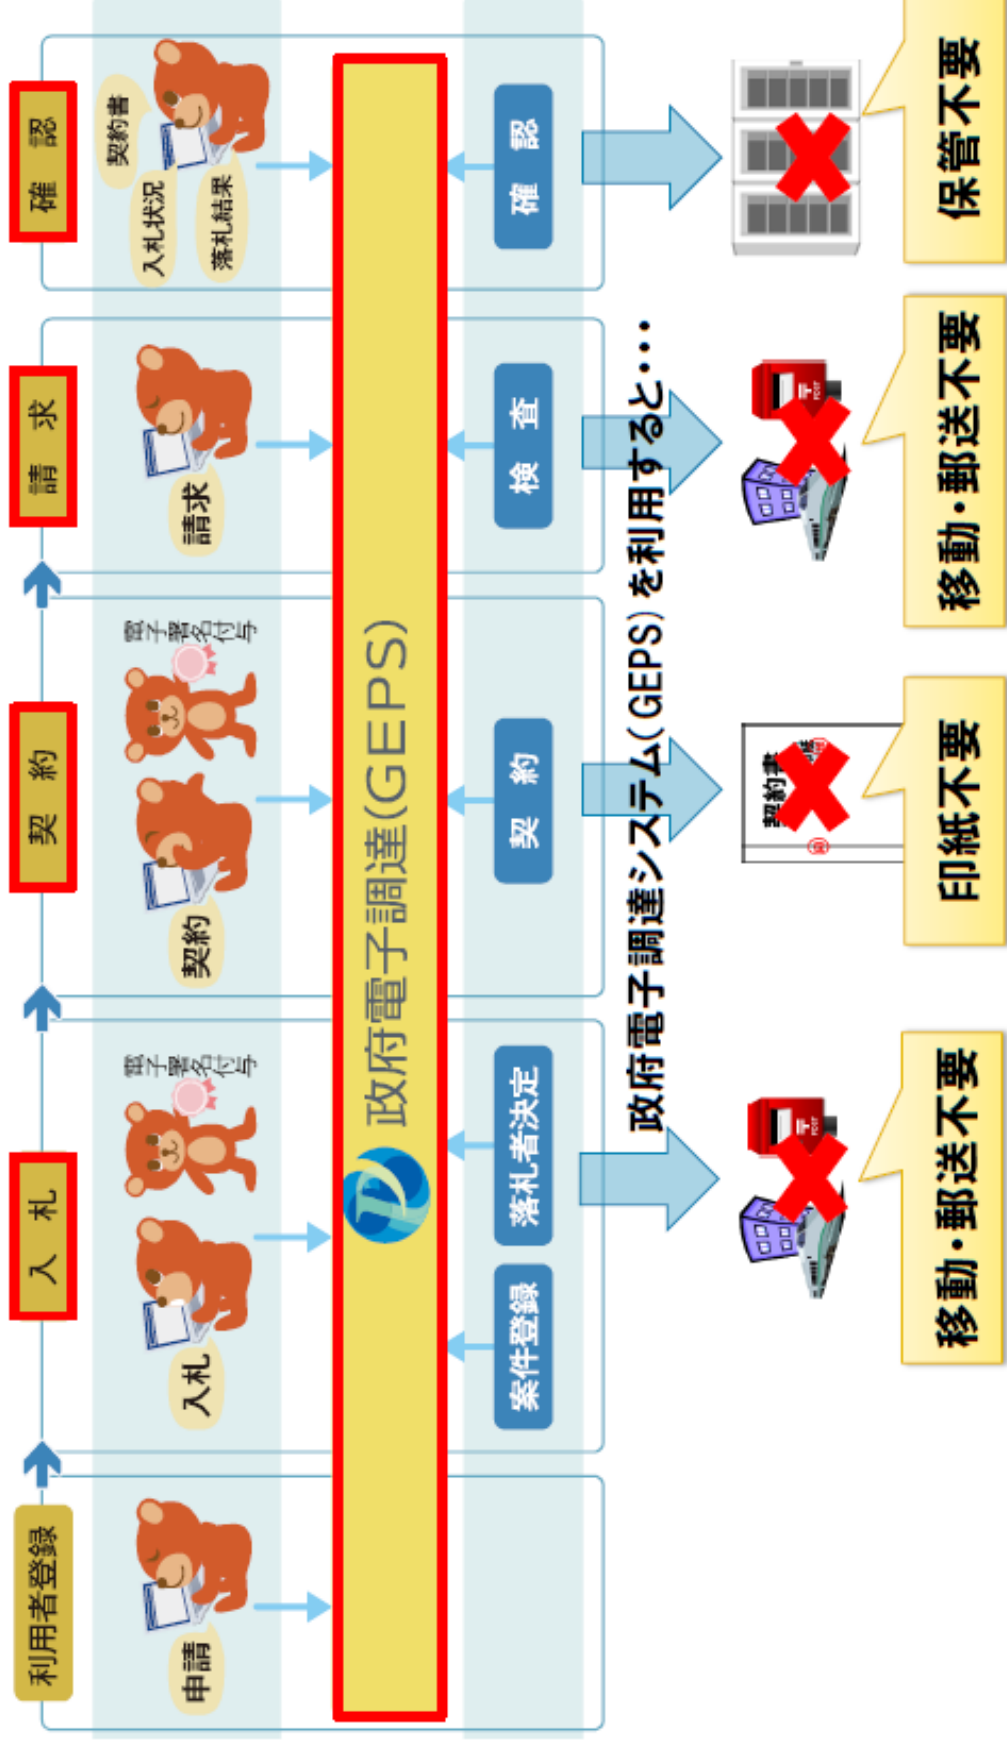 利用者登録
入札
契約
請求
確認
申請
入札
電子署名付与
契約
電子署名付与
請求
契約書
入札状況
落札結果
政府電子調達(GEPS)
案件登録
落札者決定
契約
検査
確認
政府電子調達システム(GEPS)を利用すると・・・
POST
契約書
印
POST
移動・郵送不要
印紙不要
移動・郵送不要
保管不要